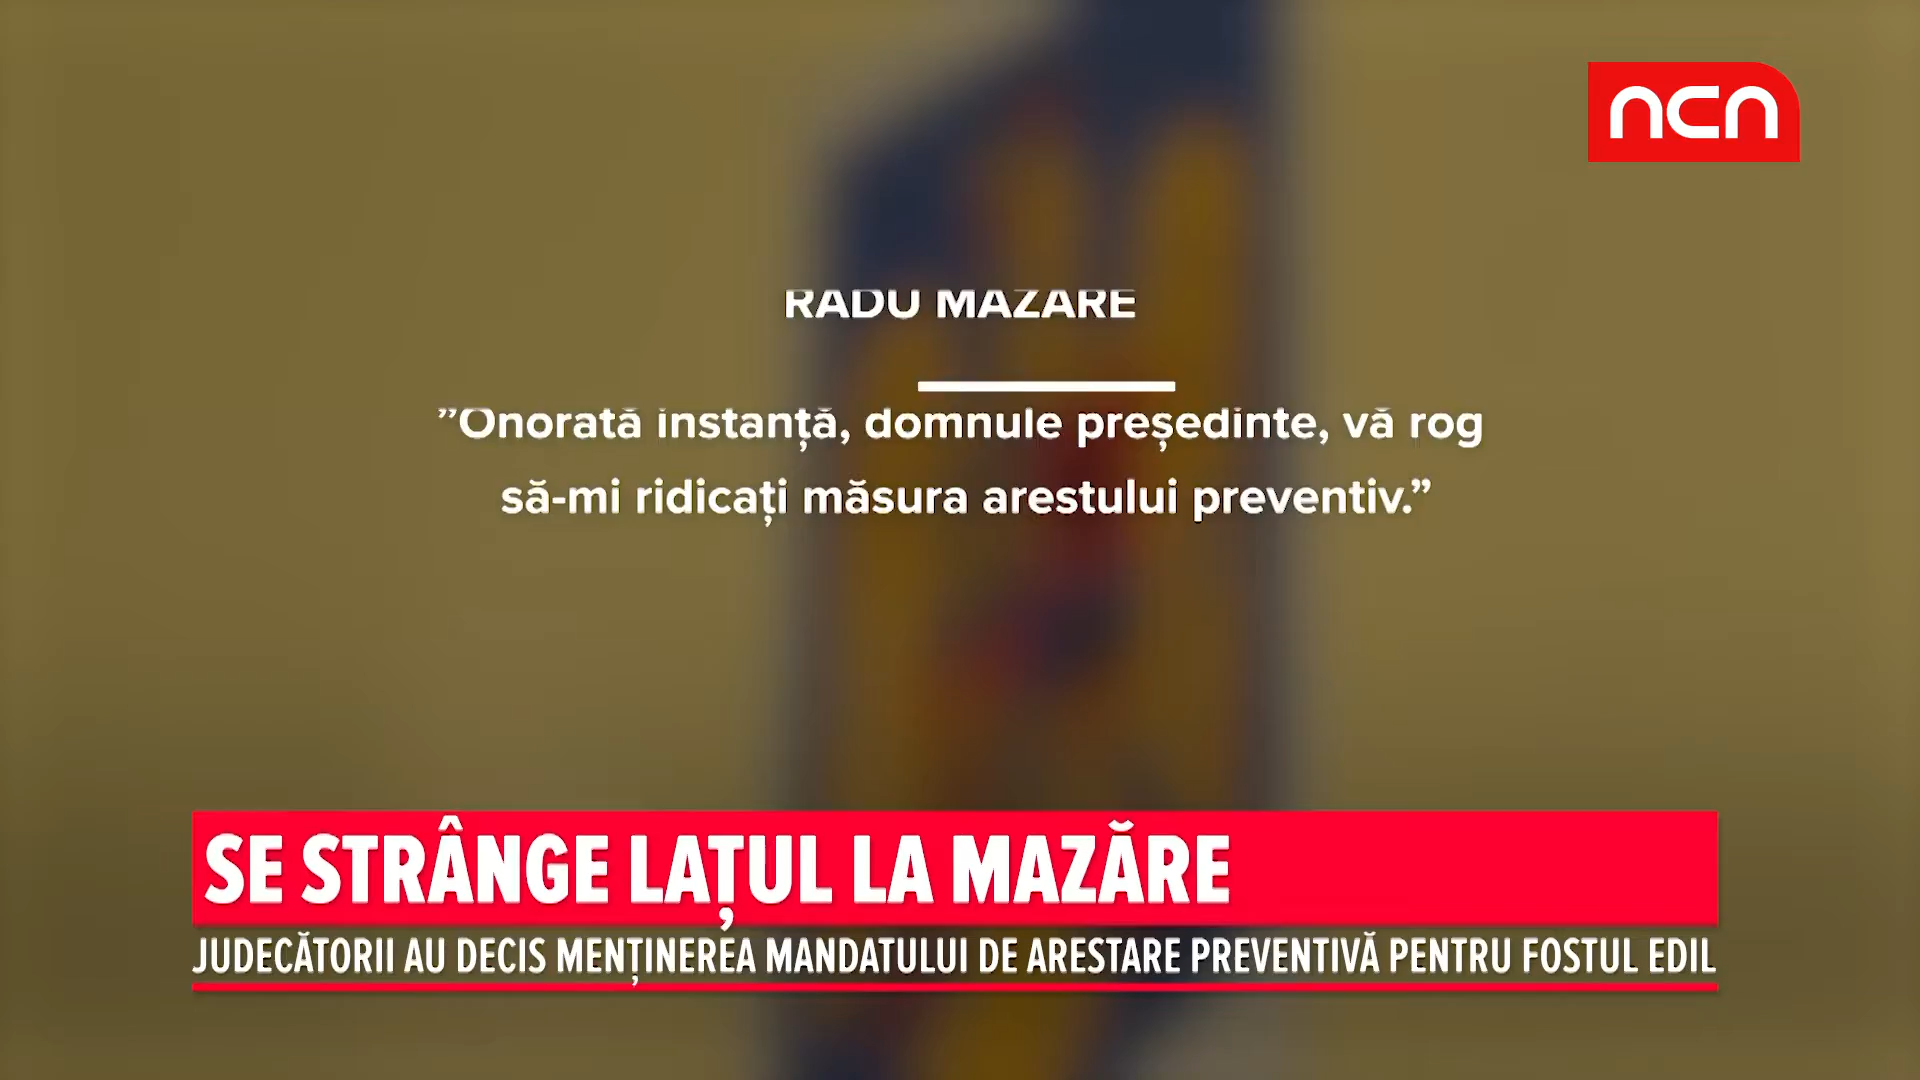 ncn
RADU MAZARE
”Onorată instanță, domnule președinte, vă rog
să-mi ridicați măsura arestului preventiv.”
SE STRÂNGE LAȚUL LA MAZĂRE
JUDECĂTORII AU DECIS MENȚINEREA MANDATULUI DE ARESTARE PREVENTIVĂ PENTRU FOSTUL EDIL